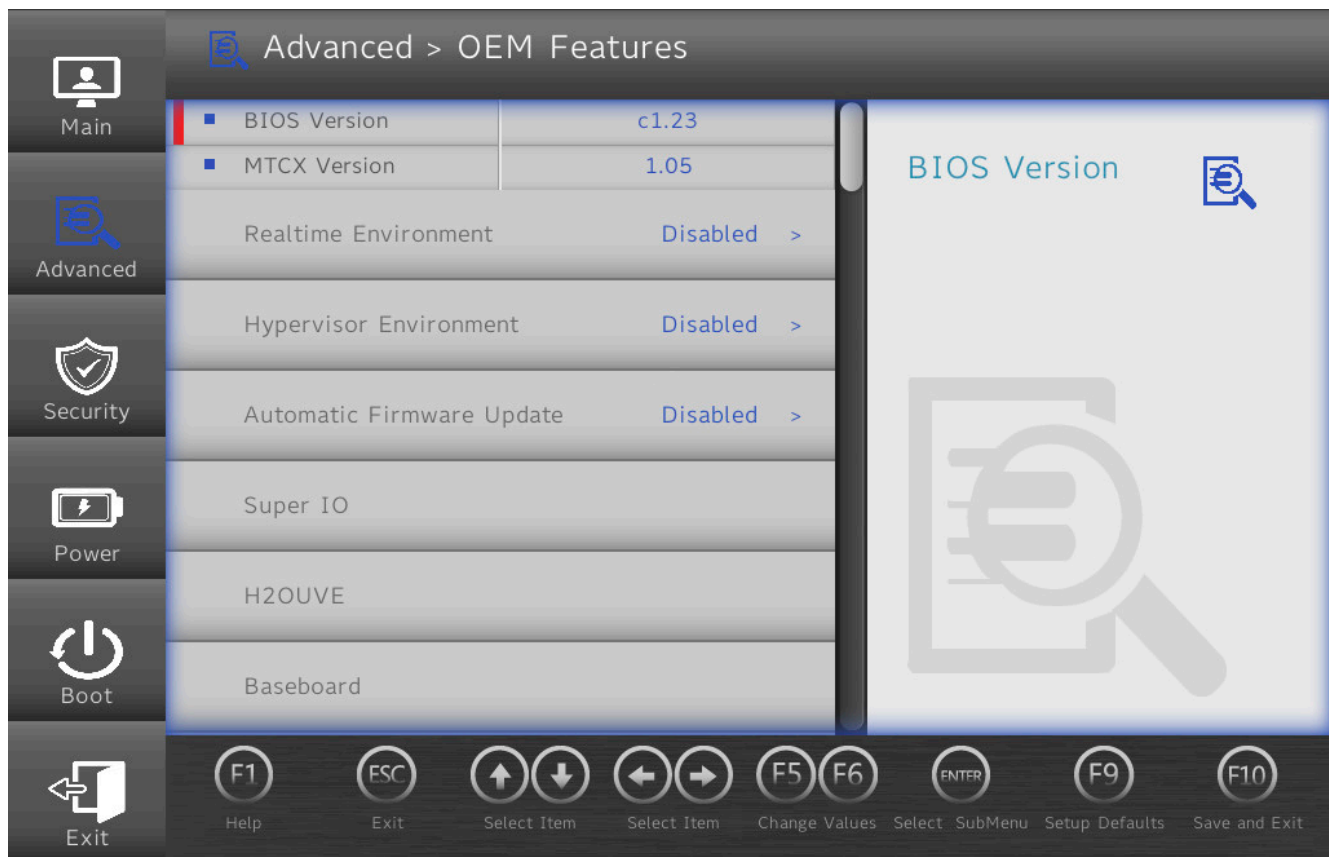 Advanced > OEM Features
Main
Advanced
Security
Power
Boot
Exit
BIOS Version c1.23
MTCX Version 1.05
Realtime Environment Disabled >
Hypervisor Environment Disabled >
Automatic Firmware Update Disabled >
Super IO
H2OUVE
Baseboard
BIOS Version
F1 ESC F5 F6 ENTER F9 F10
Help Exit Select Item Select Item Change Values Select SubMenu Setup Defaults Save and Exit